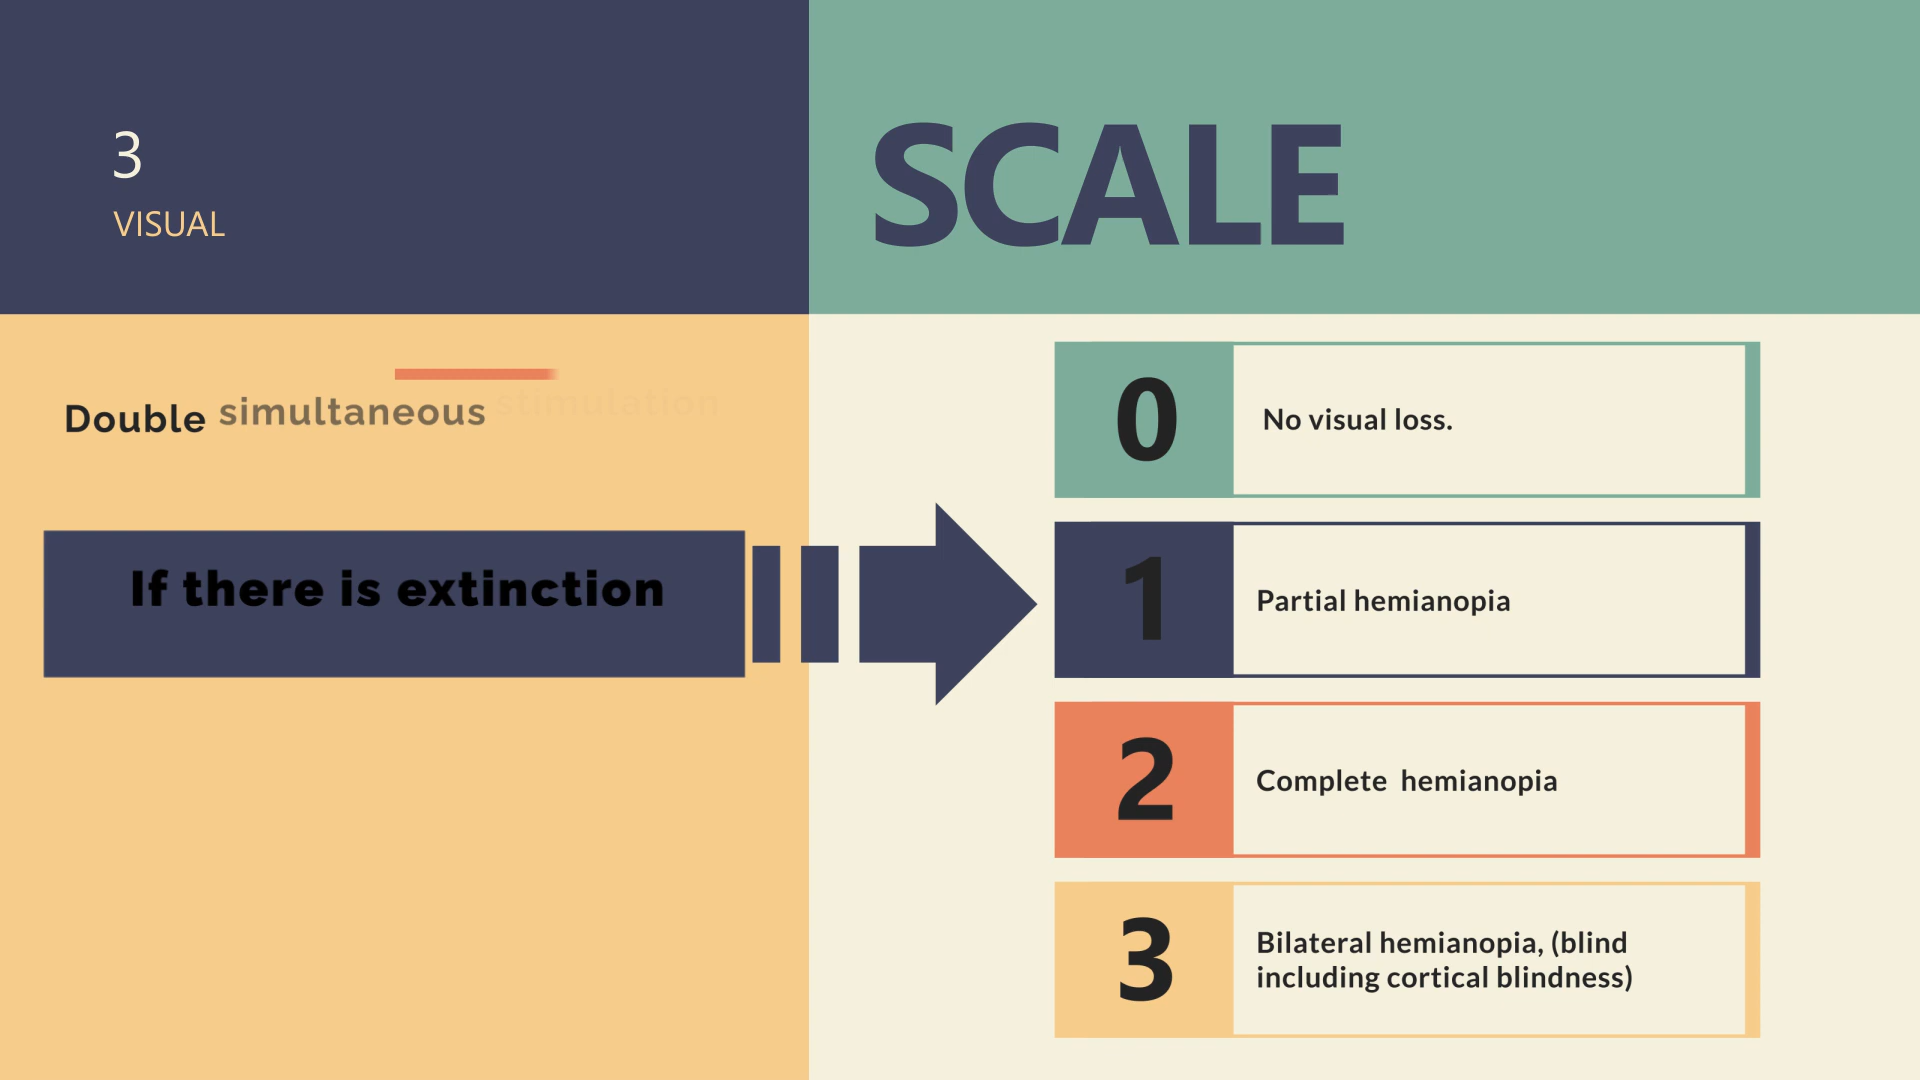 3
VISUAL
SCALE
Double simultaneous stimulation
If there is extinction
0
No visual loss.
1
Partial hemianopia
2
Complete hemianopia
3
Bilateral hemianopia, (blind
including cortical blindness)